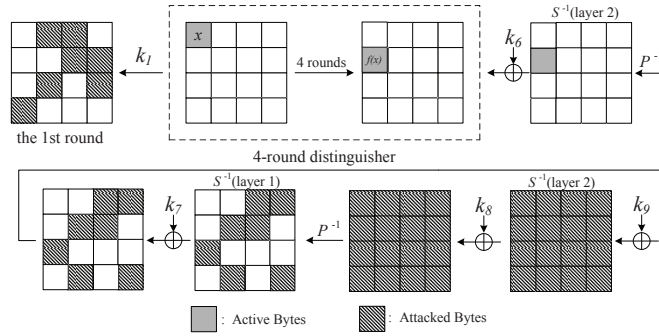 S⁻¹(layer 2)
x
k₁
4 rounds
f(x)
k₆
P⁻
the 1st round
4-round distinguisher
S⁻¹(layer 1)
S⁻¹(layer 2)
k₇
P⁻¹
k₈
k₉
: Active Bytes
: Attacked Bytes